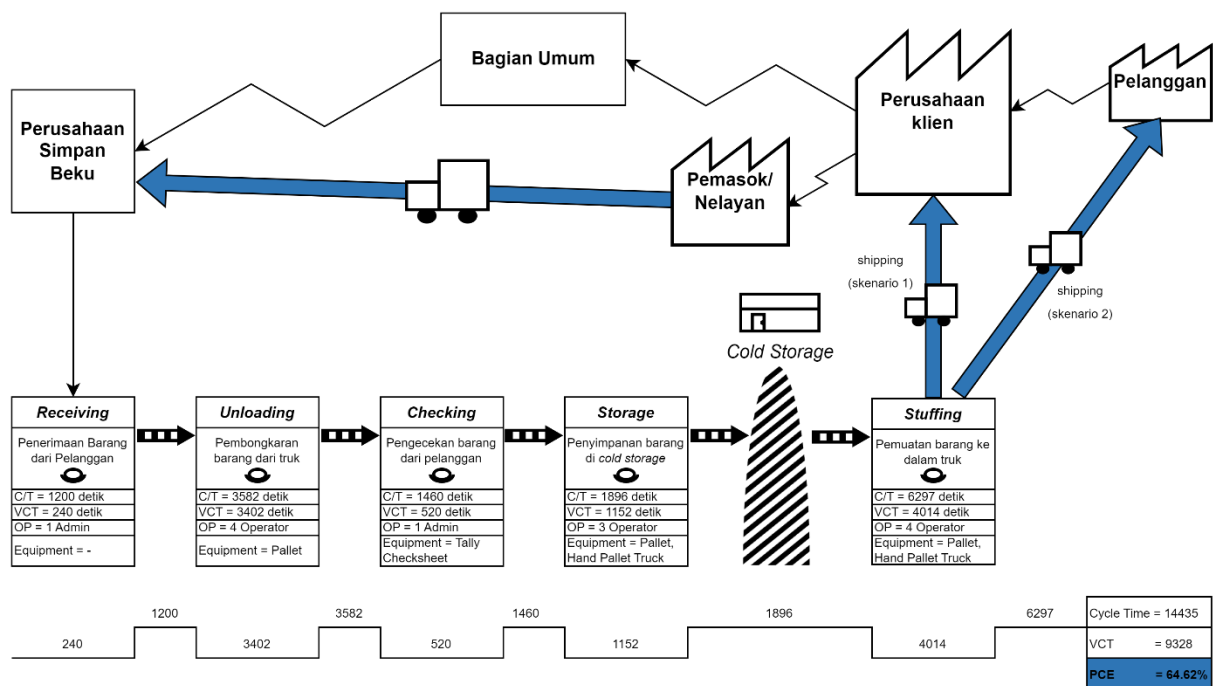 Bagian Umum
Perusahaan
Simpan
Beku
Pemasok/
Nelayan
Perusahaan
klien
Pelanggan
shipping
(skenario 1)
shipping
(skenario 2)
Cold Storage
Receiving
Penerimaan Barang
dari Pelanggan
C/T = 1200 detik
VCT = 240 detik
OP = 1 Admin
Equipment = -
Unloading
Pembongkaran
barang dari truk
C/T = 3582 detik
VCT = 3402 detik
OP = 4 Operator
Equipment = Pallet
Checking
Pengecekan barang
dari pelanggan
C/T = 1460 detik
VCT = 520 detik
OP = 1 Admin
Equipment = Tally
Checksheet
Storage
Penyimpanan barang
di cold storage
C/T = 1896 detik
VCT = 1152 detik
OP = 3 Operator
Equipment = Pallet,
Hand Pallet Truck
Stuffing
Pemuatan barang ke
dalam truk
C/T = 6297 detik
VCT = 4014 detik
OP = 4 Operator
Equipment = Pallet,
Hand Pallet Truck
1200 3582 1460 1896 6297
240 3402 520 1152 4014
Cycle Time = 14435
VCT = 9328
PCE = 64.62%